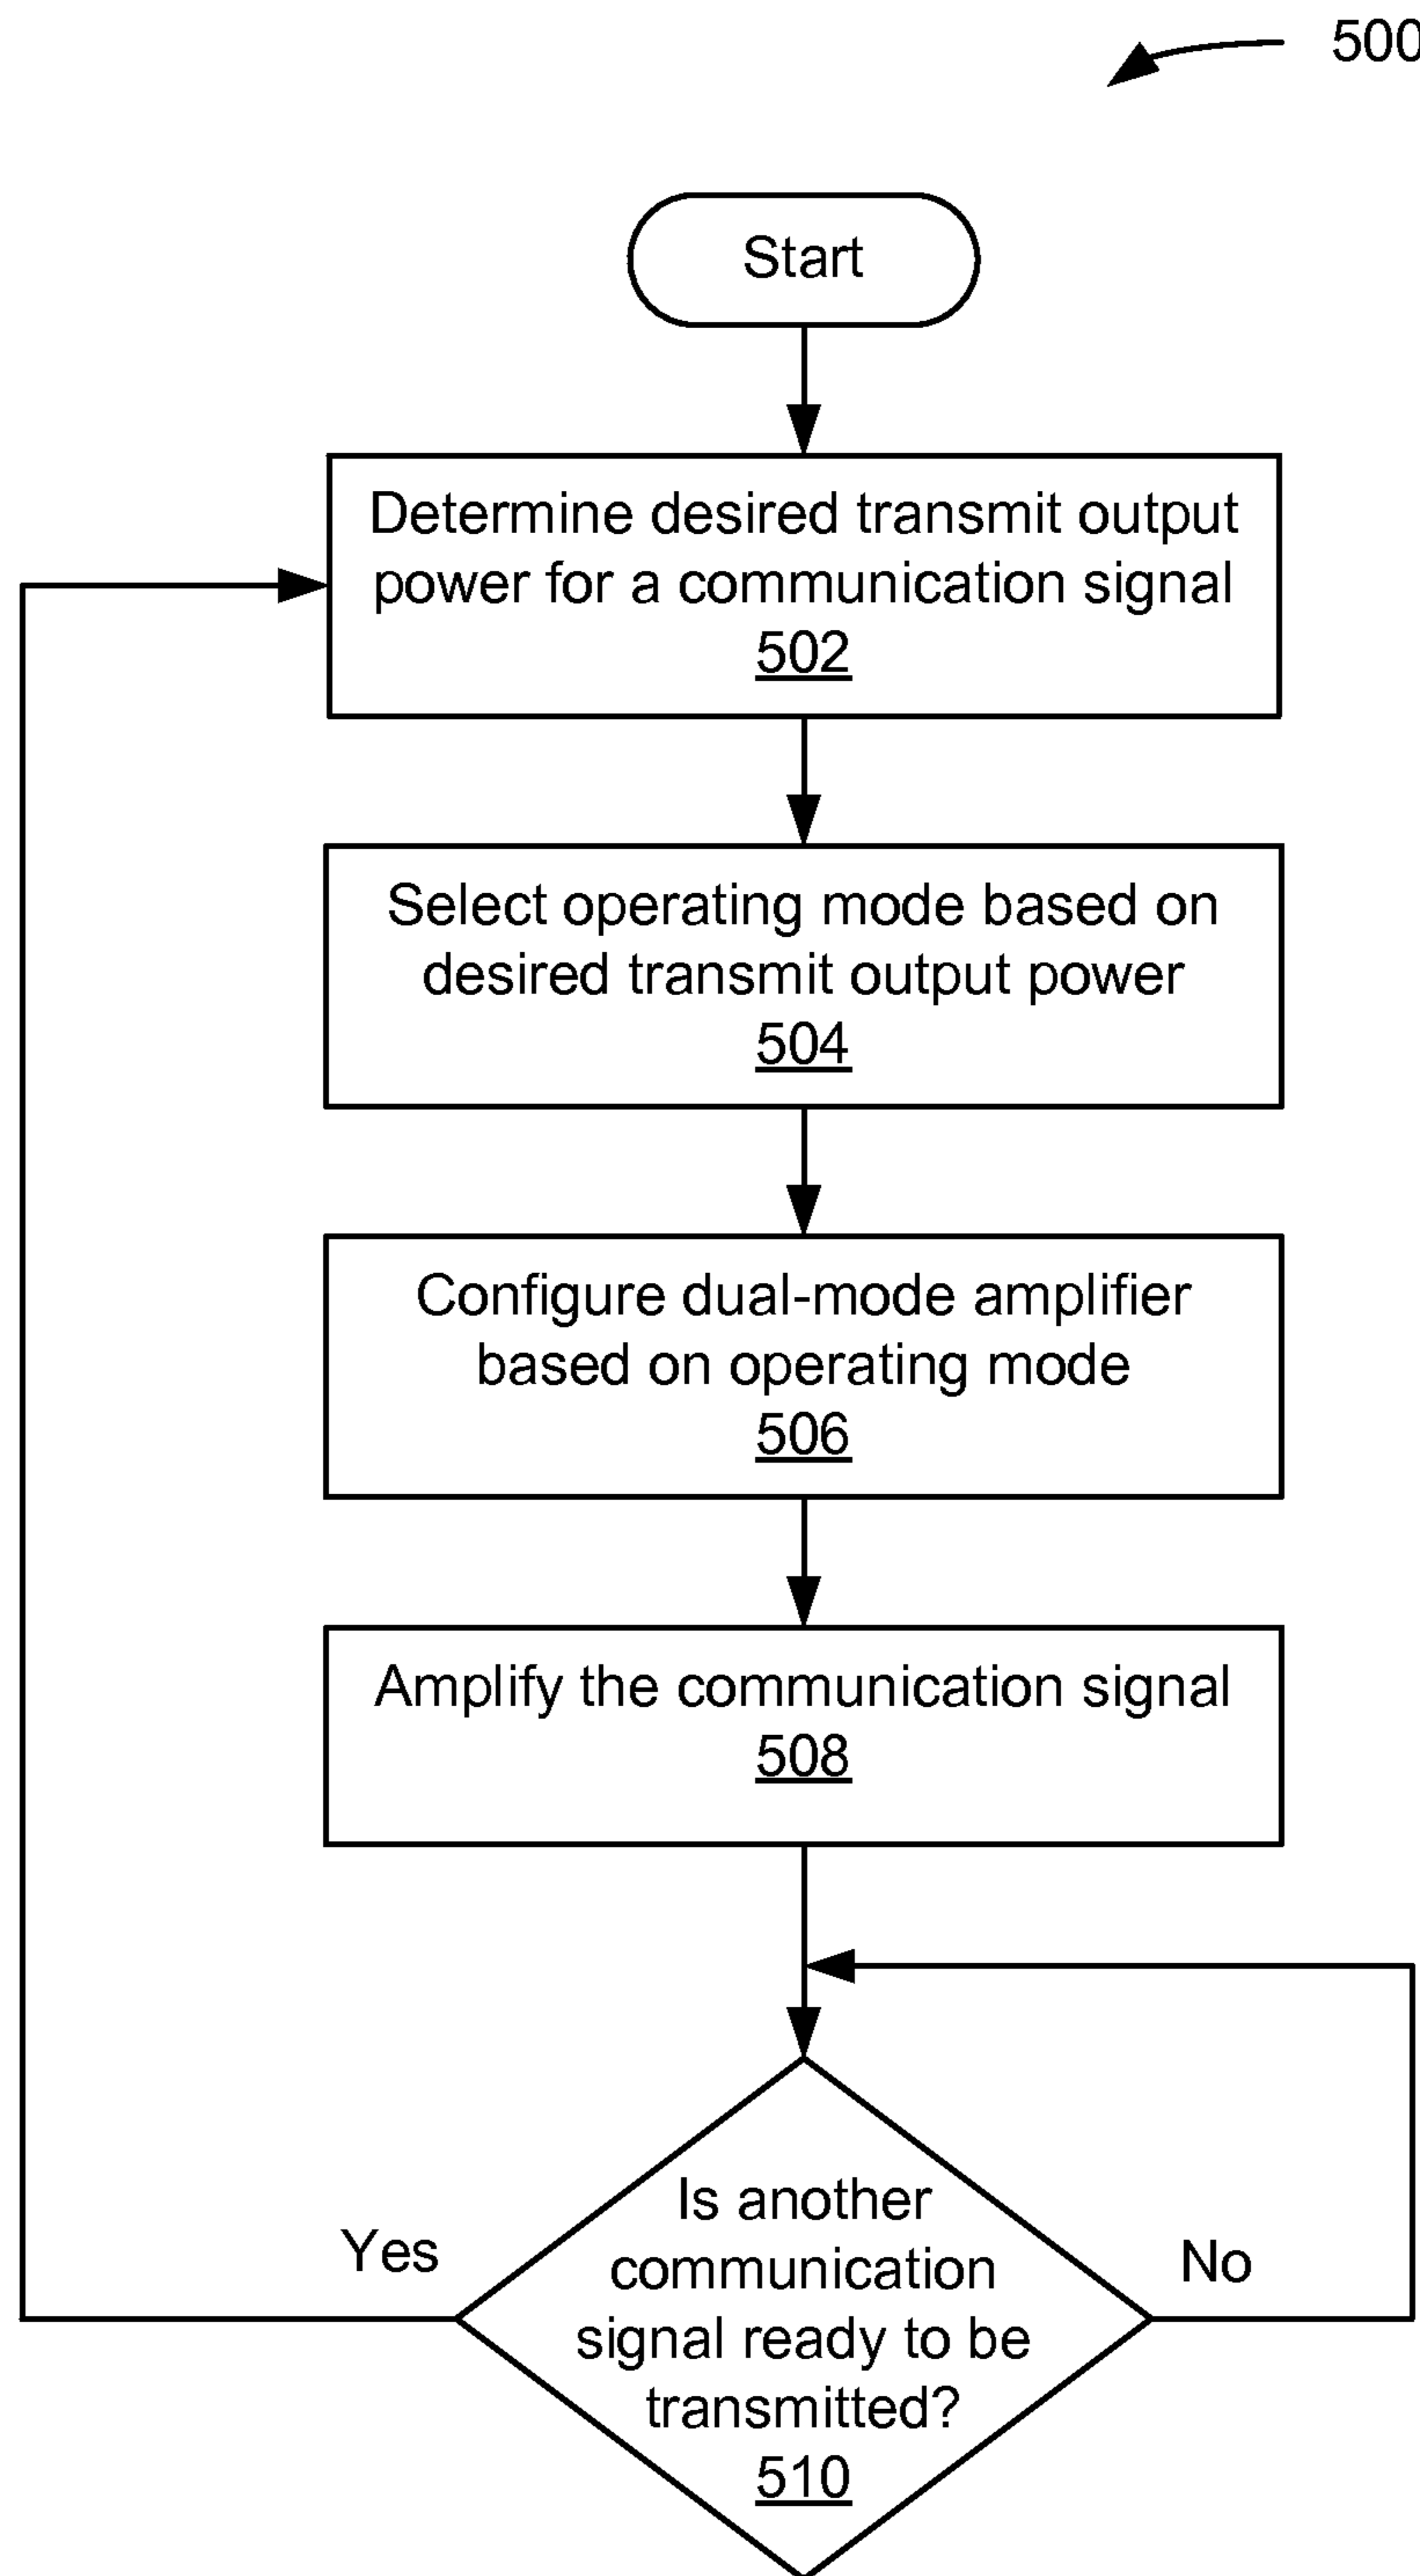 500
Start
Determine desired transmit output
power for a communication signal
502
Select operating mode based on
desired transmit output power
504
Configure dual-mode amplifier
based on operating mode
506
Amplify the communication signal
508
Is another
communication
signal ready to be
transmitted?
510
Yes
No